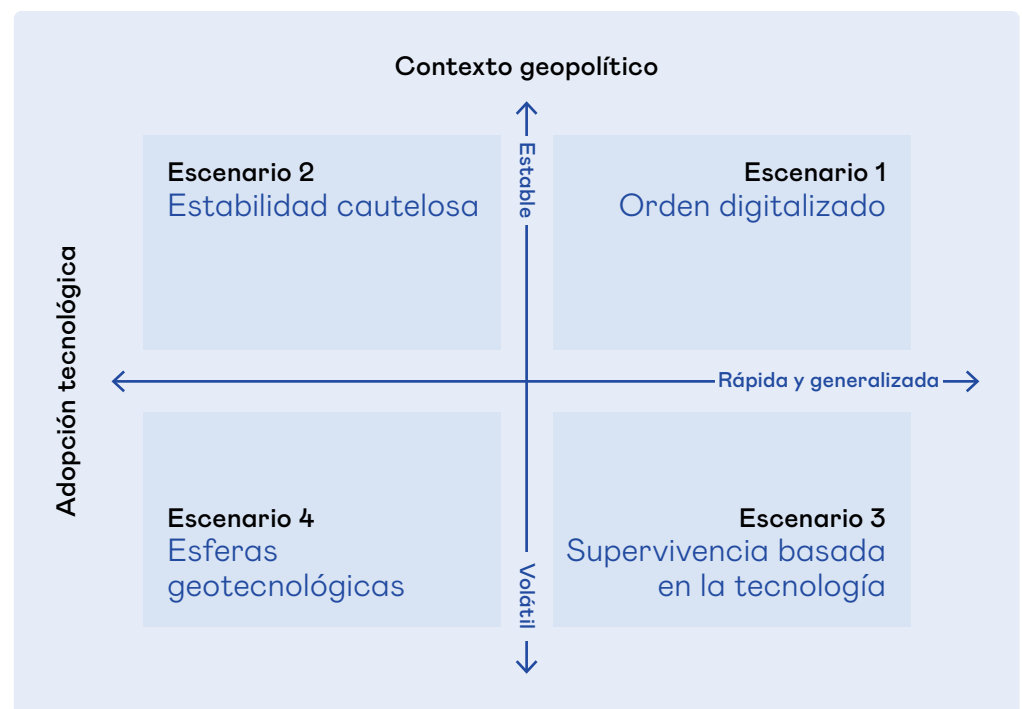 Contexto geopolítico
Estable
Escenario 2
Estabilidad cautelosa
Escenario 1
Orden digitalizado
Adopción tecnológica
Rápida y generalizada
Escenario 4
Esferas
geotecnológicas
Escenario 3
Supervivencia basada
en la tecnología
Volátil